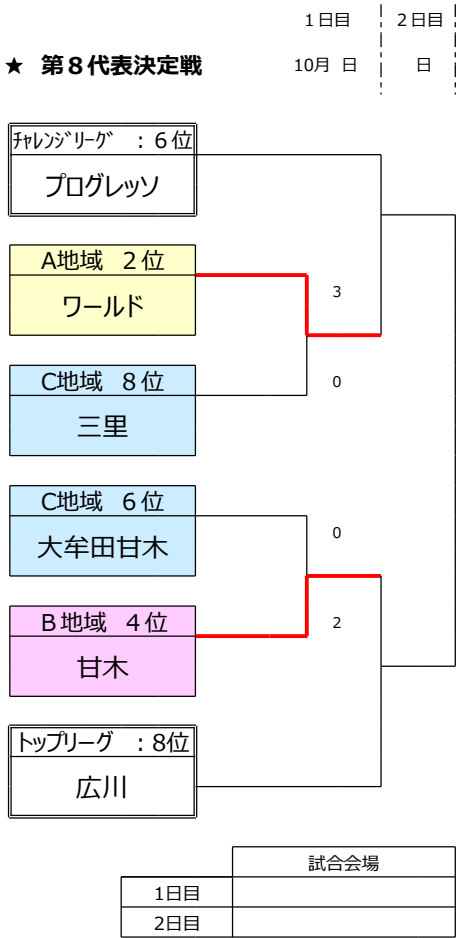 1日目 2日目
★ 第８代表決定戦 10月 日 日
ﾁｬﾚﾝｼﾞﾘｰｸﾞ ：６位
プログレッソ
A地域 ２位
ワールド
3
C地域 ８位
0
三里
C地域 ６位
0
大牟田甘木
Ｂ地域 ４位
2
甘木
トップリーグ ：8位
広川
試合会場
1日目
2日目